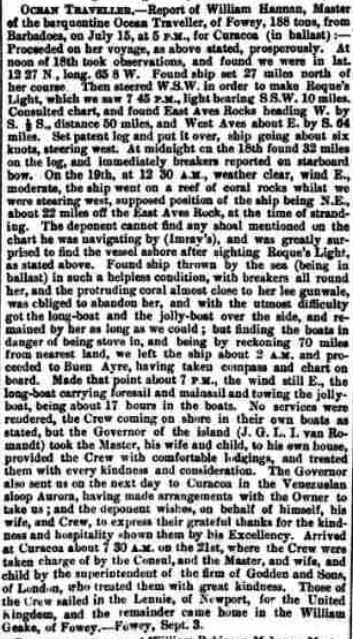 OCEAN TRAVELLER.—Report of William Hannan, Master
of the barquentine Ocean Traveller, of Fowey, 188 tons, from
Barbadoes, on July 15, at 5 P.M., for Curacoa (in ballast) :—
Proceeded on her voyage, as above stated, prosperously. At
noon of 18th took observations, and found we were in lat.
12 27 N, long. 65 8 W. Found ship set 27 miles north of
her course. Then steered W.S.W. in order to make Roque's
Light, which we saw 7 45 P.M., light bearing S.S.W. 10 miles.
Consulted chart, and found East Aves Rocks heading W. by
S. ½ S., distance 50 miles, and West Aves about E. by S. 64
miles. Set patent log and put it over, ship going about six
knots, steering west. At midnight on the 18th found 32 miles
on the log, and immediately breakers reported on starboard
bow. On the 19th, at 12 30 A.M., weather clear, wind E.,
moderate, the ship went on a reef of coral rocks whilst we
were steering west, supposed position of the ship being N.E.,
about 22 miles off the East Aves Rock, at the time of strand-
ing. The deponent cannot find any shoal mentioned on the
chart he was navigating by (Imray's), and was greatly sur-
prised to find the vessel ashore after sighting Roque's Light,
as stated above. Found ship thrown by the sea (being in
ballast) in such a helpless condition, with breakers all round
her, and the protruding coral almost close to her lee gunwale,
was obliged to abandon her, and with the utmost difficulty
got the long-boat and the jolly-boat over the side, and re-
mained by her as long as we could ; but finding the boats in
danger of being stove in, and being by reckoning 70 miles
from nearest land, we left the ship about 2 A.M. and pro-
ceeded to Buen Ayre, having taken compass and chart on
board. Made that point about 7 P.M., the wind still E., the
long-boat carrying foresail and mainsail and towing the jolly-
boat, being about 17 hours in the boats. No services were
rendered, the Crew coming on shore in their own boats as
stated, but the Governor of the island (J. G. L. I. van Ro-
mandt) took the Master, his wife and child, to his own house,
provided the Crew with comfortable lodgings, and treated
them with every kindness and consideration. The Governor
also sent us on the next day to Curacoa in the Venezuelan
sloop Aurora, having made arrangements with the Owner to
take us ; and the deponent wishes, on behalf of himself, his
wife, and Crew, to express their grateful thanks for the kind-
ness and hospitality shown them by his Excellency. Arrived
at Curacoa about 7 30 A.M. on the 21st, where the Crew were
taken charge of by the Consul, and the Master, and wife, and
child by the superintendent of the firm of Godden and Sons,
of London, who treated them with great kindness. Those of
the Crew sailed in the Lennie, of Newport, for the United
Kingdom, and the remainder came home in the William
Geake, of Fowey.—Fowey, Sept. 3.